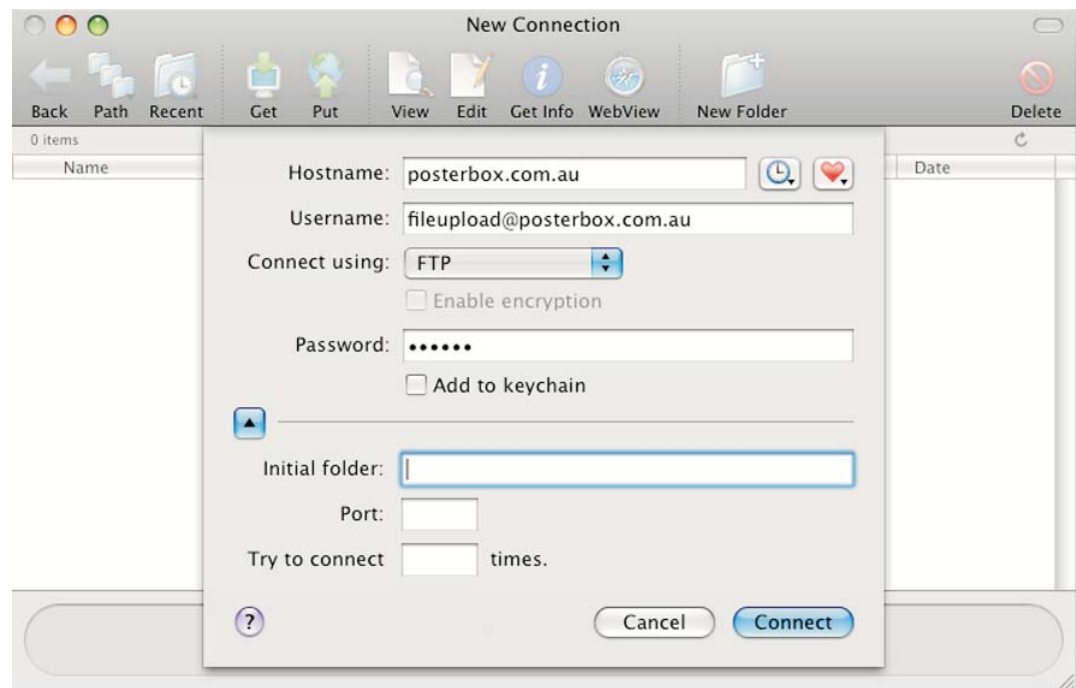 New Connection
Back Path Recent Get Put View Edit Get Info WebView New Folder Delete
0 items
Name Date
Hostname: posterbox.com.au
Username: fileupload@posterbox.com.au
Connect using: FTP
Enable encryption
Password: ••••••
Add to keychain
Initial folder:
Port:
Try to connect times.
? Cancel Connect